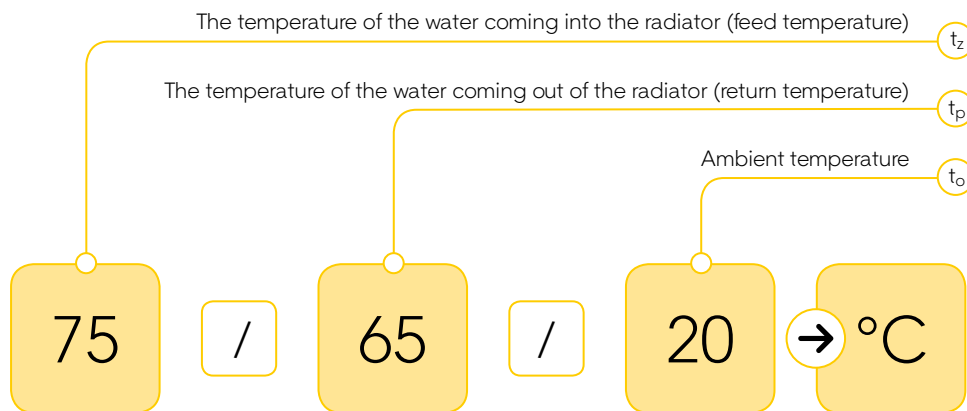 The temperature of the water coming into the radiator (feed temperature) tz
The temperature of the water coming out of the radiator (return temperature) tp
Ambient temperature to
75 / 65 / 20 → °C